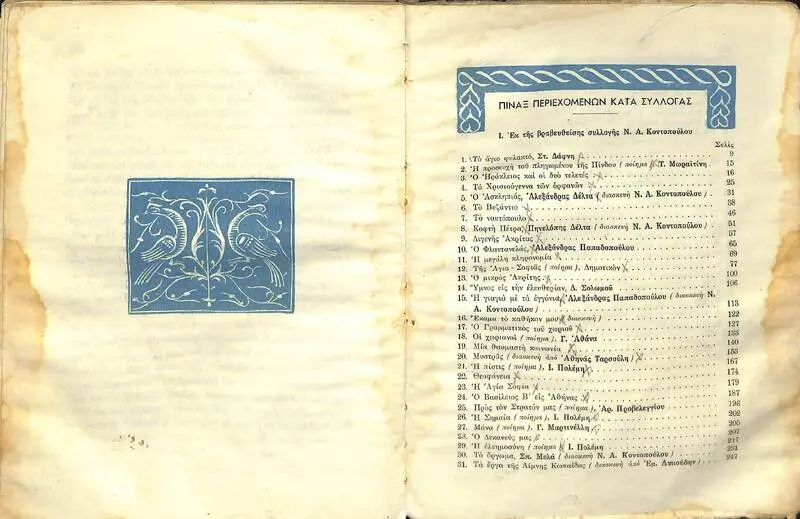 ΠΙΝΑΞ ΠΕΡΙΕΧΟΜΕΝΩΝ ΚΑΤΑ ΣΥΛΛΟΓΑΣ
Ι. Ἐκ τῆς βραβευθείσης συλλογῆς Ν. Α. Κοντοπούλου
Σελὶς
1. Τὸ ἅγιο φυλακτό, Στ. Δάφνη 9
2. Ἡ προσευχὴ τοῦ πληγωμένου τῆς Πίνδου (ποίημα) Τ. Μωραϊτίνη 15
3. Ὁ Ἡράκλειος καὶ οἱ δυὸ τελετές 16
4. Τὰ Χριστούγεννα τῶν ὀρφανῶν 25
5. Ὁ Ἀσκληπιός, Ἀλεξάνδρας Δέλτα (διασκευὴ Ν. Α. Κοντοπούλου) 31
6. Τὸ Βυζάντιο 38
7. Τὸ ναυτόπουλο 46
8. Κοφτὴ Πέτρα, Πηνελόπης Δέλτα (διασκευὴ Ν. Α. Κοντοπούλου) 51
9. Διγενὴς Ἀκρίτας 57
10. Ὁ Φλαντανελᾶς, Ἀλεξάνδρας Παπαδοπούλου 65
11. Ἡ μεγάλη κληρονομία 69
12. Τῆς Ἁγιὰ-Σοφιᾶς (ποίημα), Δημοτικὸν 77
13. Ὁ μικρὸς Ἀκρίτης 100
14. Ὕμνος εἰς τὴν ἐλευθερίαν, Δ. Σολωμοῦ 106
15. Ἡ γιαγιὰ μὲ τὰ ἐγγόνια, Ἀλεξάνδρας Παπαδοπούλου (διασκευὴ Ν.
Α. Κοντοπούλου) 113
16. Ἔκαμα τὸ καθῆκον μου (διασκευὴ) 122
17. Ὁ Γραμματικὸς τοῦ χωριοῦ 127
18. Οἱ χωριανοὶ (ποίημα), Γ. Ἀθάνα 133
19. Μία θαυμαστὴ κοινωνία 140
20. Μυστρᾶς (διασκευὴ ἀπὸ Ἀθηνᾶς Ταρσούλη) 153
21. Ἡ πίστις (ποίημα), Ι. Πολέμη 167
22. Θεοφάνεια 174
23. Ἡ Ἁγία Σοφία 179
24. Ὁ Βασίλειος Β΄ εἰς Ἀθήνας 187
25. Πρὸς τὸν Στρατόν μας (ποίημα), Ἀρ. Προβελεγγίου 196
26. Ἡ Σημαία (ποίημα), Ι. Πολέμη 202
27. Μάνα (ποίημα), Γ. Μαρτινέλλη 205
28. Ὁ Λεκανεύς μας 207
29. Ἡ ἐλεημοσύνη (ποίημα) Ι. Πολέμη 217
30. Τὸ ὄργωμα, Σπ. Μελᾶ (διασκευὴ Ν. Α. Κοντοπούλου) 231
31. Τὰ ἔργα τῆς Λίμνης Κωπαΐδος (διασκευὴ ἀπὸ Ἐμ. Λυκούδην) 247